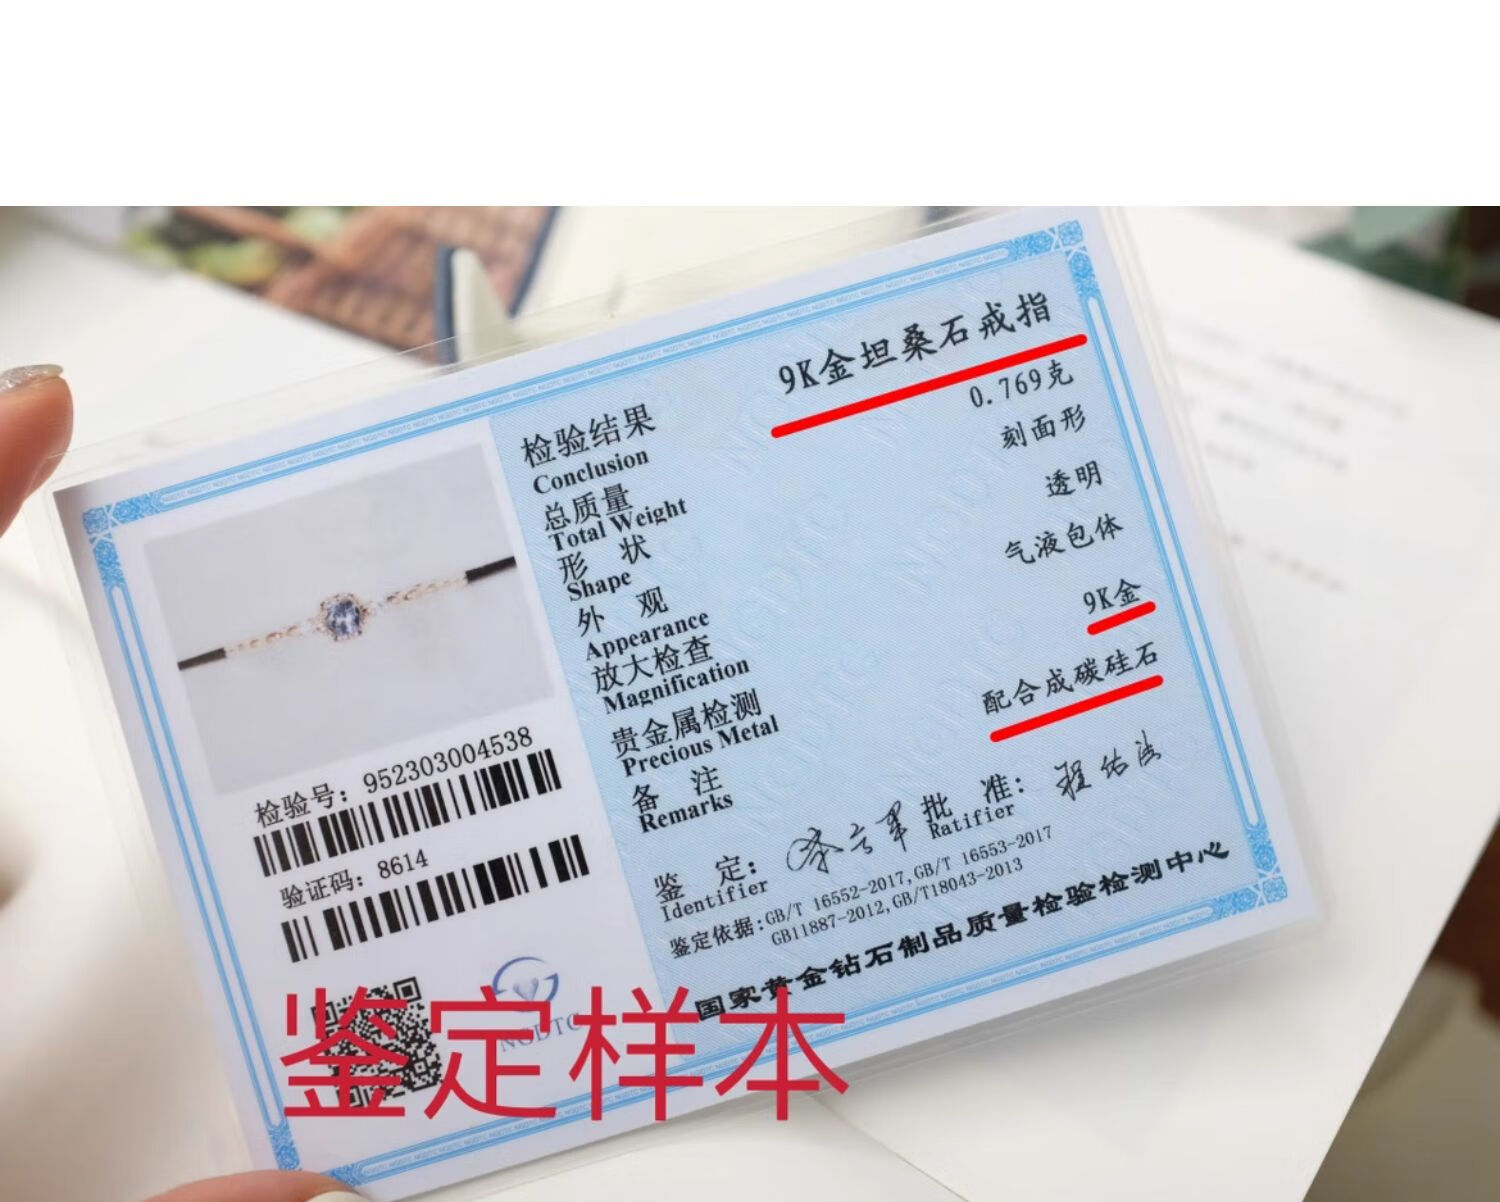 9K金坦桑石戒指
检验结果
Conclusion
0.769克
总质量
Total Weight
刻面形
形 状
Shape
透明
外 观
Appearance
气液包体
放大检查
Magnification
9K金
贵金属检测
Precious Metal
配合成碳硅石
备 注
Remarks
鉴 定:
Identifier
批 准:
Ratifier
鉴定依据:GB/T 16552-2017,GB/T 16553-2017
GB11887-2012,GB/T18043-2013
国家黄金钻石制品质量检验检测中心
检验号: 952303004538
验证码: 8614
NGDTC
鉴定样本